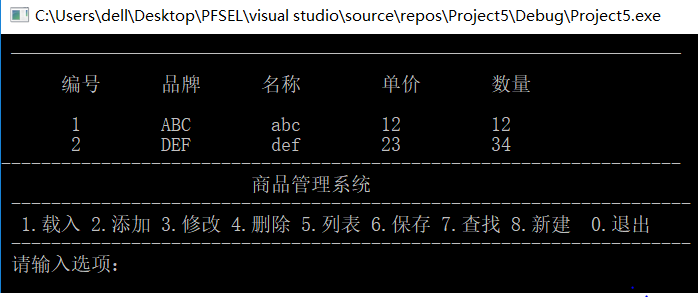 C:\Users\dell\Desktop\PFSEL\visual studio\source\repos\Project5\Debug\Project5.exe
编号 品牌 名称 单价 数量
1 ABC abc 12 12
2 DEF def 23 34
商品管理系统
1.载入 2.添加 3.修改 4.删除 5.列表 6.保存 7.查找 8.新建 0.退出
请输入选项: